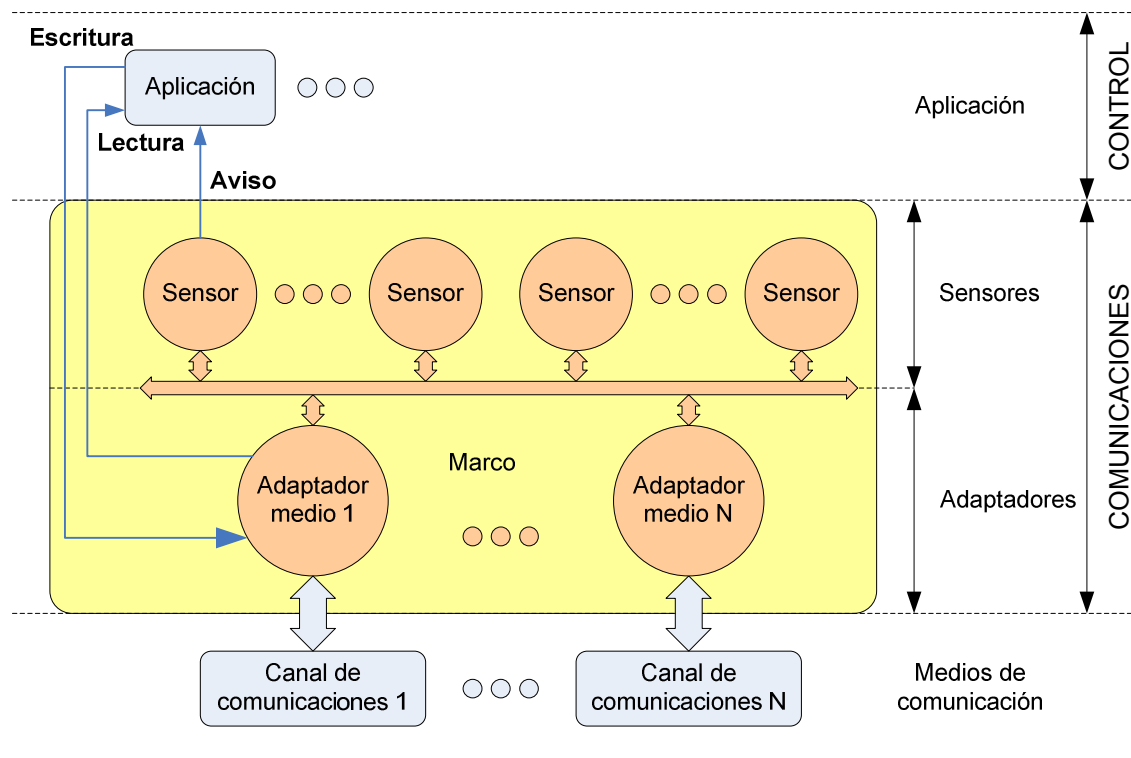 Escritura
Aplicación
Lectura
Aviso
Aplicación
CONTROL
Sensor
Sensor
Sensor
Sensor
Sensores
COMUNICACIONES
Marco
Adaptador
medio 1
Adaptador
medio N
Adaptadores
Canal de
comunicaciones 1
Canal de
comunicaciones N
Medios de
comunicación